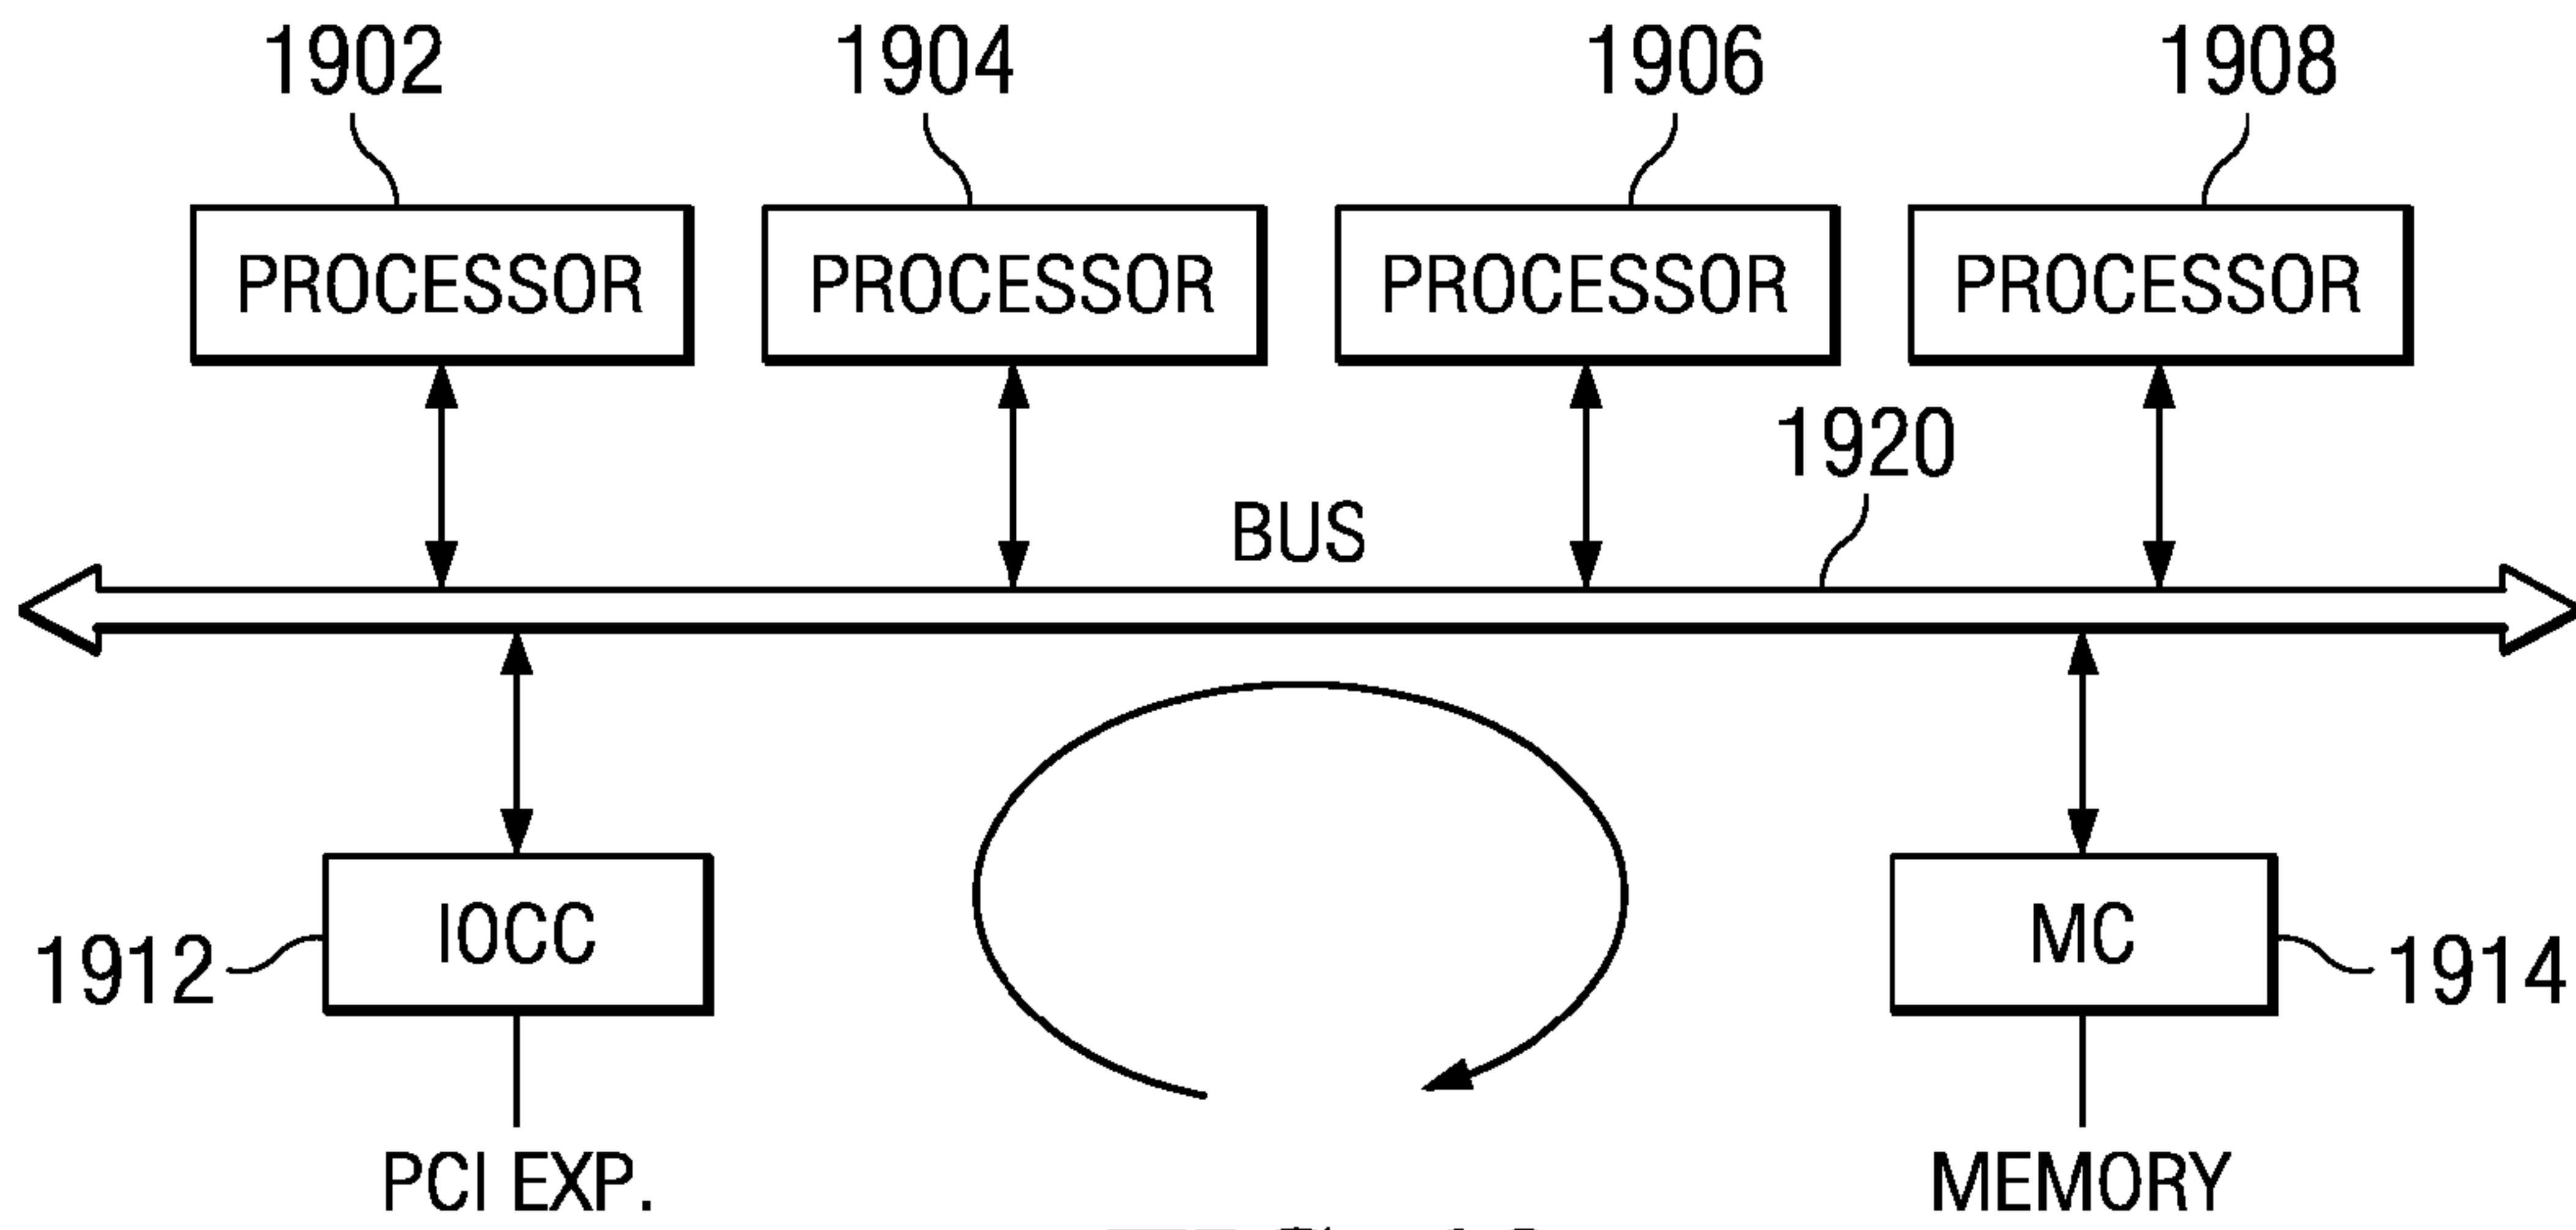 1902 1904 1906 1908
PROCESSOR PROCESSOR PROCESSOR PROCESSOR
1920
BUS
IOCC MC
1912 1914
PCI EXP. MEMORY